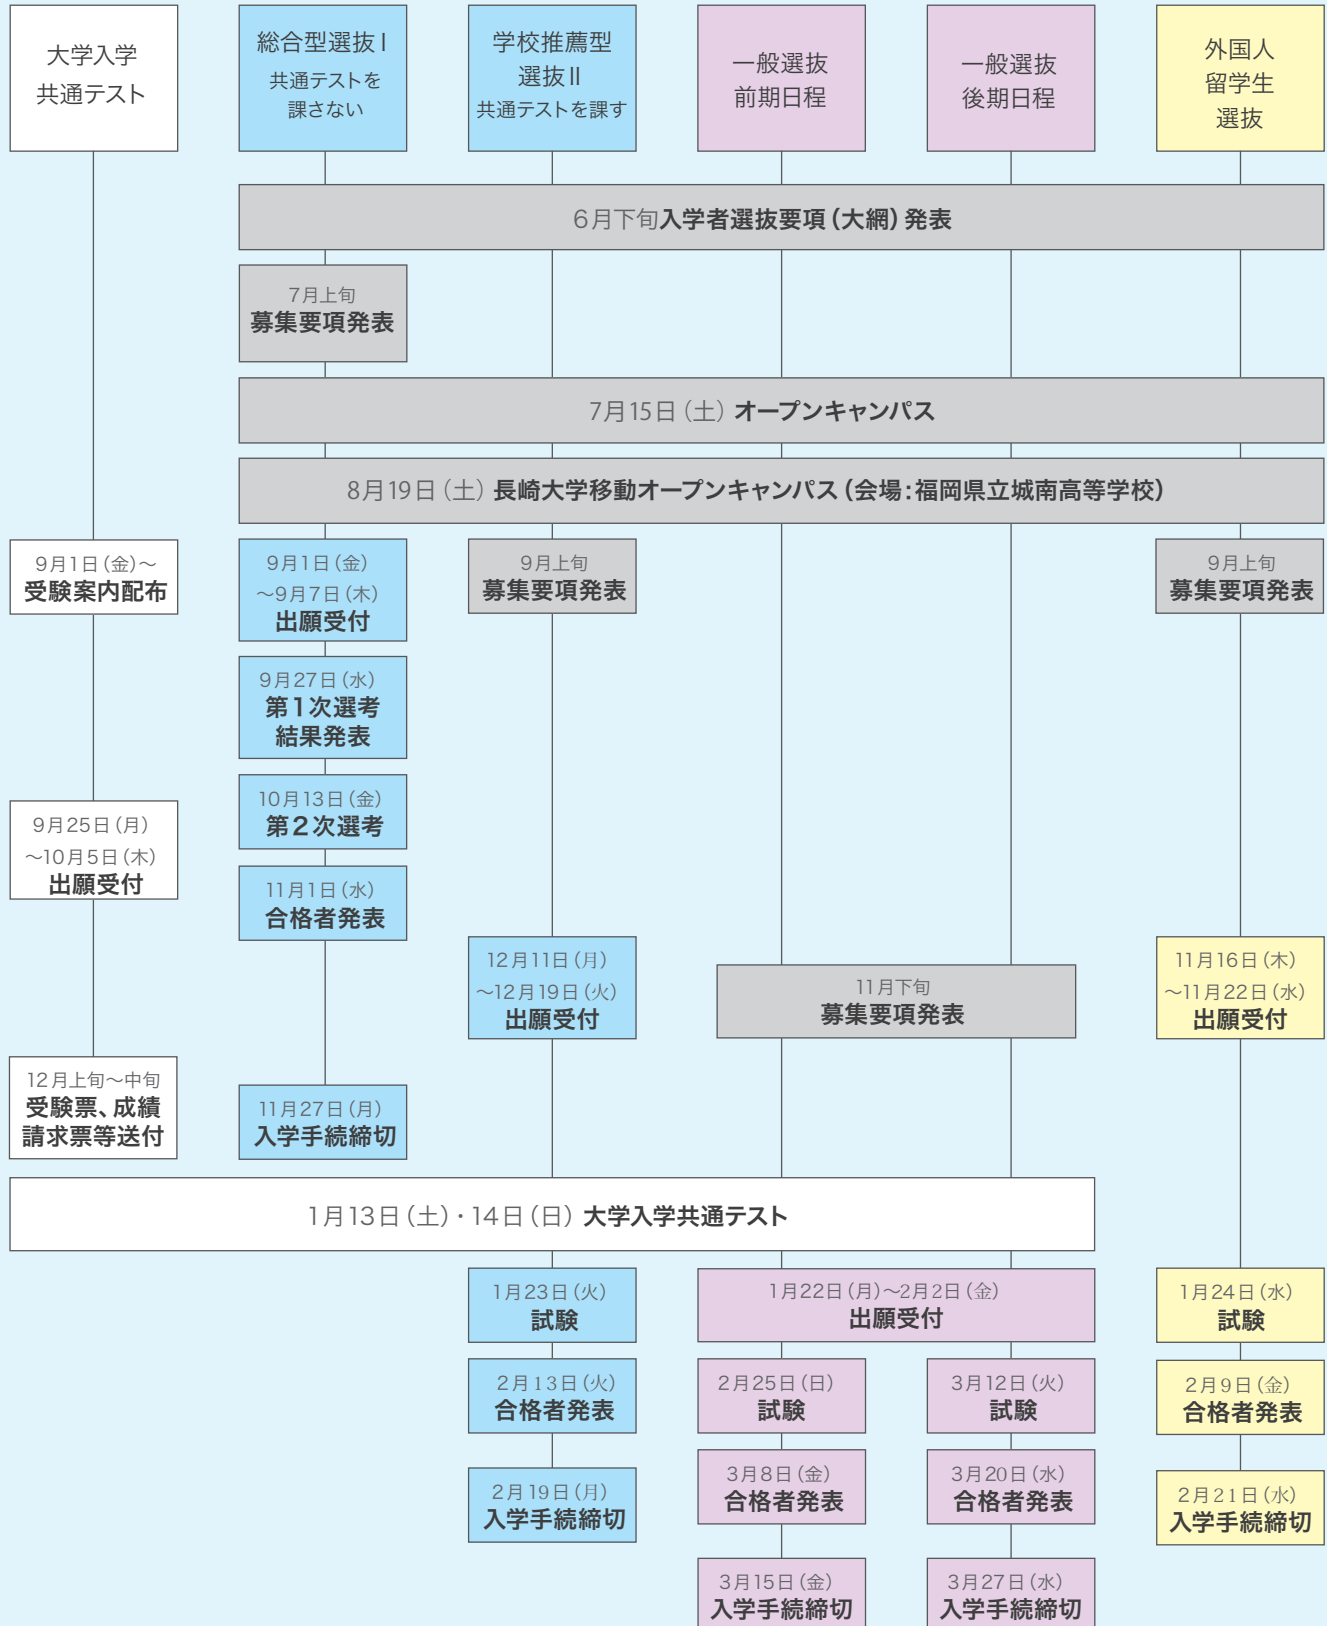 大学入学
共通テスト
総合型選抜Ⅰ
共通テストを
課さない
学校推薦型
選抜Ⅱ
共通テストを課す
一般選抜
前期日程
一般選抜
後期日程
外国人
留学生
選抜
6月下旬入学者選抜要項（大綱）発表
7月上旬
募集要項発表
7月15日（土）オープンキャンパス
8月19日（土）長崎大学移動オープンキャンパス（会場：福岡県立城南高等学校）
9月1日（金）～
受験案内配布
9月1日（金）
～9月7日（木）
出願受付
9月上旬
募集要項発表
9月上旬
募集要項発表
9月27日（水）
第1次選考
結果発表
10月13日（金）
第2次選考
9月25日（月）
～10月5日（木）
出願受付
11月1日（水）
合格者発表
12月11日（月）
～12月19日（火）
出願受付
11月下旬
募集要項発表
11月16日（木）
～11月22日（水）
出願受付
12月上旬～中旬
受験票、成績
請求票等送付
11月27日（月）
入学手続締切
1月13日（土）・14日（日）大学入学共通テスト
1月23日（火）
試験
1月22日（月）～2月2日（金）
出願受付
1月24日（水）
試験
2月13日（火）
合格者発表
2月25日（日）
試験
3月12日（火）
試験
2月9日（金）
合格者発表
2月19日（月）
入学手続締切
3月8日（金）
合格者発表
3月20日（水）
合格者発表
2月21日（水）
入学手続締切
3月15日（金）
入学手続締切
3月27日（水）
入学手続締切